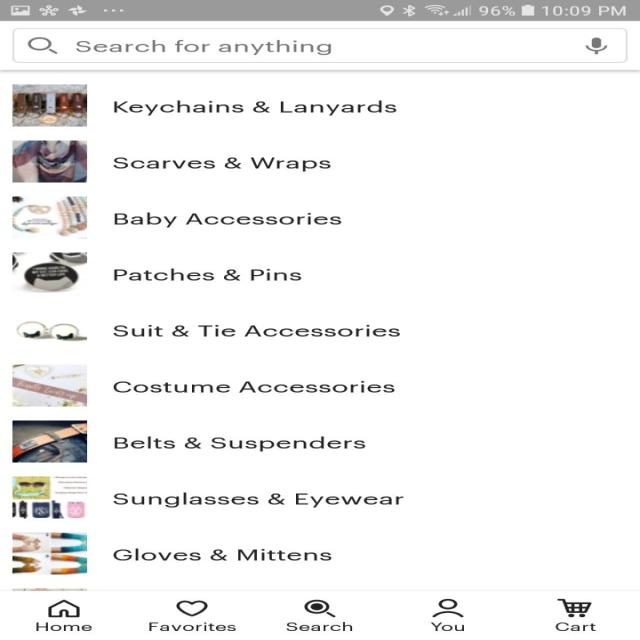 96% 10:09 PM
Search for anything
Keychains & Lanyards
Scarves & Wraps
Baby Accessories
Patches & Pins
Suit & Tie Accessories
Costume Accessories
Belts & Suspenders
Sunglasses & Eyewear
Gloves & Mittens
Home Favorites Search You Cart